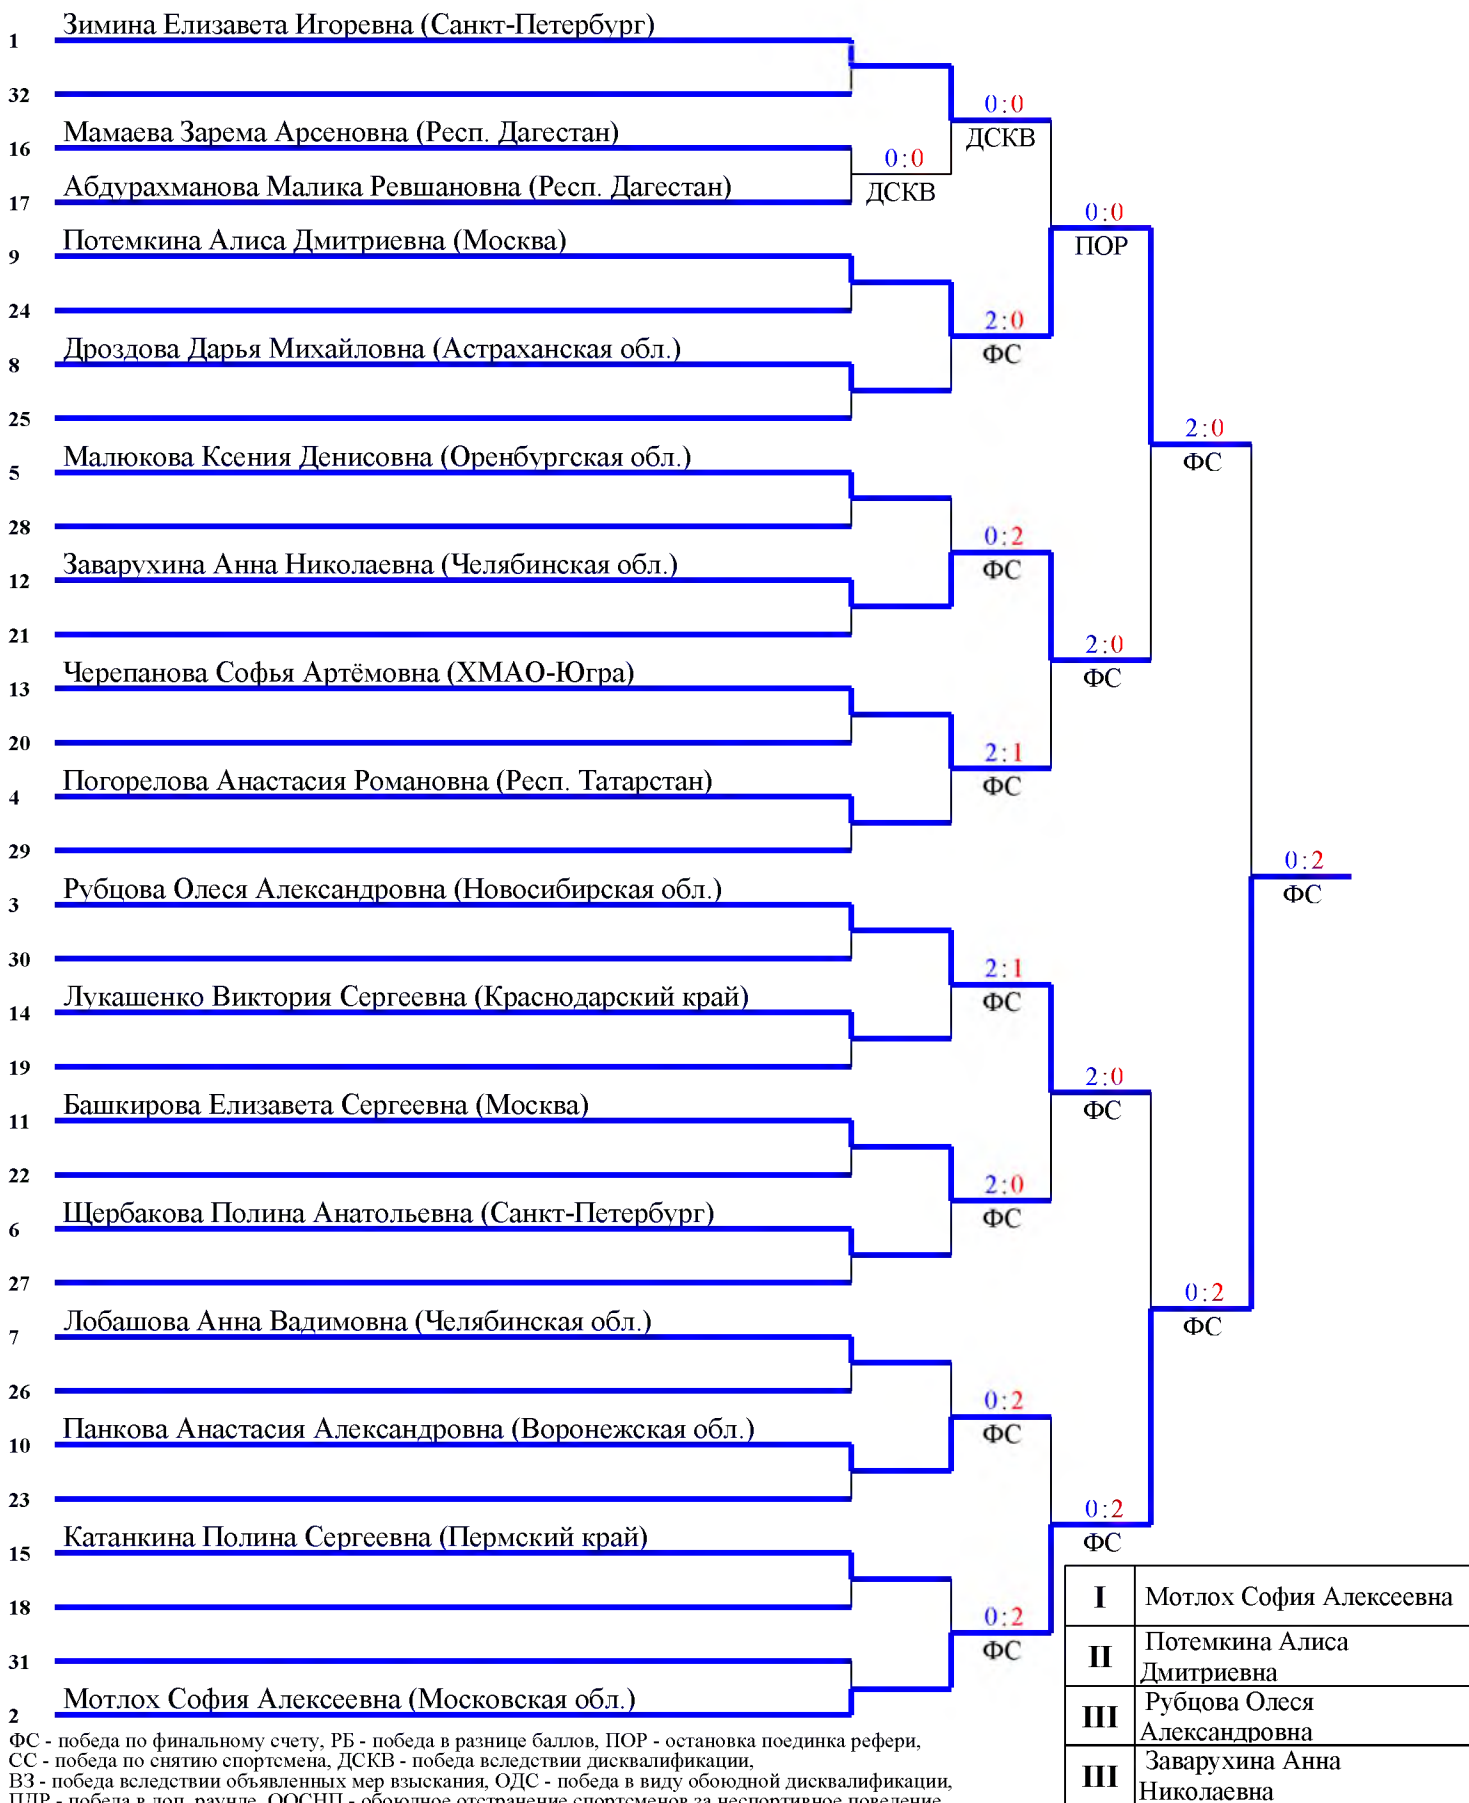 Зимина Елизавета Игоревна (Санкт-Петербург)
1
32
0:0
ДСКВ
Мамаева Зарема Арсеновна (Респ. Дагестан)
16
0:0
ДСКВ
Абдурахманова Малика Ревшановна (Респ. Дагестан)
17
0:0
ПОР
Потемкина Алиса Дмитриевна (Москва)
9
24
2:0
ФС
Дроздова Дарья Михайловна (Астраханская обл.)
8
25
2:0
ФС
Малюкова Ксения Денисовна (Оренбургская обл.)
5
28
0:2
ФС
Заварухина Анна Николаевна (Челябинская обл.)
12
21
2:0
ФС
Черепанова Софья Артёмовна (ХМАО-Югра)
13
20
2:1
ФС
Погорелова Анастасия Романовна (Респ. Татарстан)
4
29
0:2
ФС
Рубцова Олеся Александровна (Новосибирская обл.)
3
30
2:1
ФС
Лукашенко Виктория Сергеевна (Краснодарский край)
14
19
2:0
ФС
Башкирова Елизавета Сергеевна (Москва)
11
22
2:0
ФС
Щербакова Полина Анатольевна (Санкт-Петербург)
6
27
0:2
ФС
Лобашова Анна Вадимовна (Челябинская обл.)
7
26
0:2
ФС
Панкова Анастасия Александровна (Воронежская обл.)
10
23
0:2
ФС
Катанкина Полина Сергеевна (Пермский край)
15
18
0:2
ФС
31
Мотлох София Алексеевна (Московская обл.)
2
I Мотлох София Алексеевна
II Потемкина Алиса
Дмитриевна
III Рубцова Олеся
Александровна
III Заварухина Анна
Николаевна
ФС - победа по финальному счету, РБ - победа в разнице баллов, ПОР - остановка поединка рефери,
СС - победа по снятию спортсмена, ДСКВ - победа вследствии дисквалификации,
ВЗ - победа вследствии объявленных мер взыскания, ОДС - победа в виду обоюдной дисквалификации,
ПДР - победа в доп. раунде, ООСНП - обоюдное отстранение спортсменов за неспортивное поведение